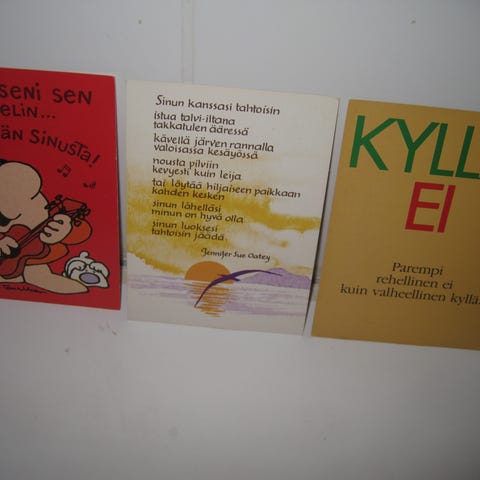 SENI SEN
ELIN...
ÄN SINUSTA!
Sinun kanssasi tahtoisin
istua talvi-iltana
takkatulen ääressä
kävellä järven rannalla
valoisassa kesäyössä
nousta pilviin
kevyesti kuin leija
tai löytää hiljaiseen paikkaan
kahden kesken
sinun lähelläsi
minun on hyvä olla
sinun luoksesi
tahtoisin jäädä.
Jennifer Sue Oatey
KYLL
EI
Parempi
rehellinen ei
kuin valheellinen kyllä